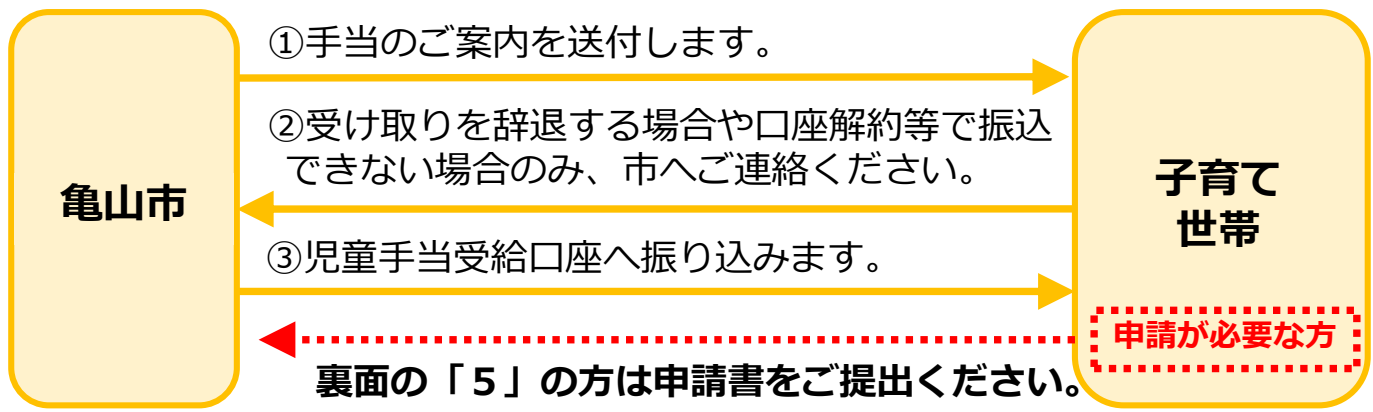 ①手当のご案内を送付します。
②受け取りを辞退する場合や口座解約等で振込
できない場合のみ、市へご連絡ください。
亀山市
子育て
世帯
③児童手当受給口座へ振り込みます。
申請が必要な方
裏面の「５」の方は申請書をご提出ください。